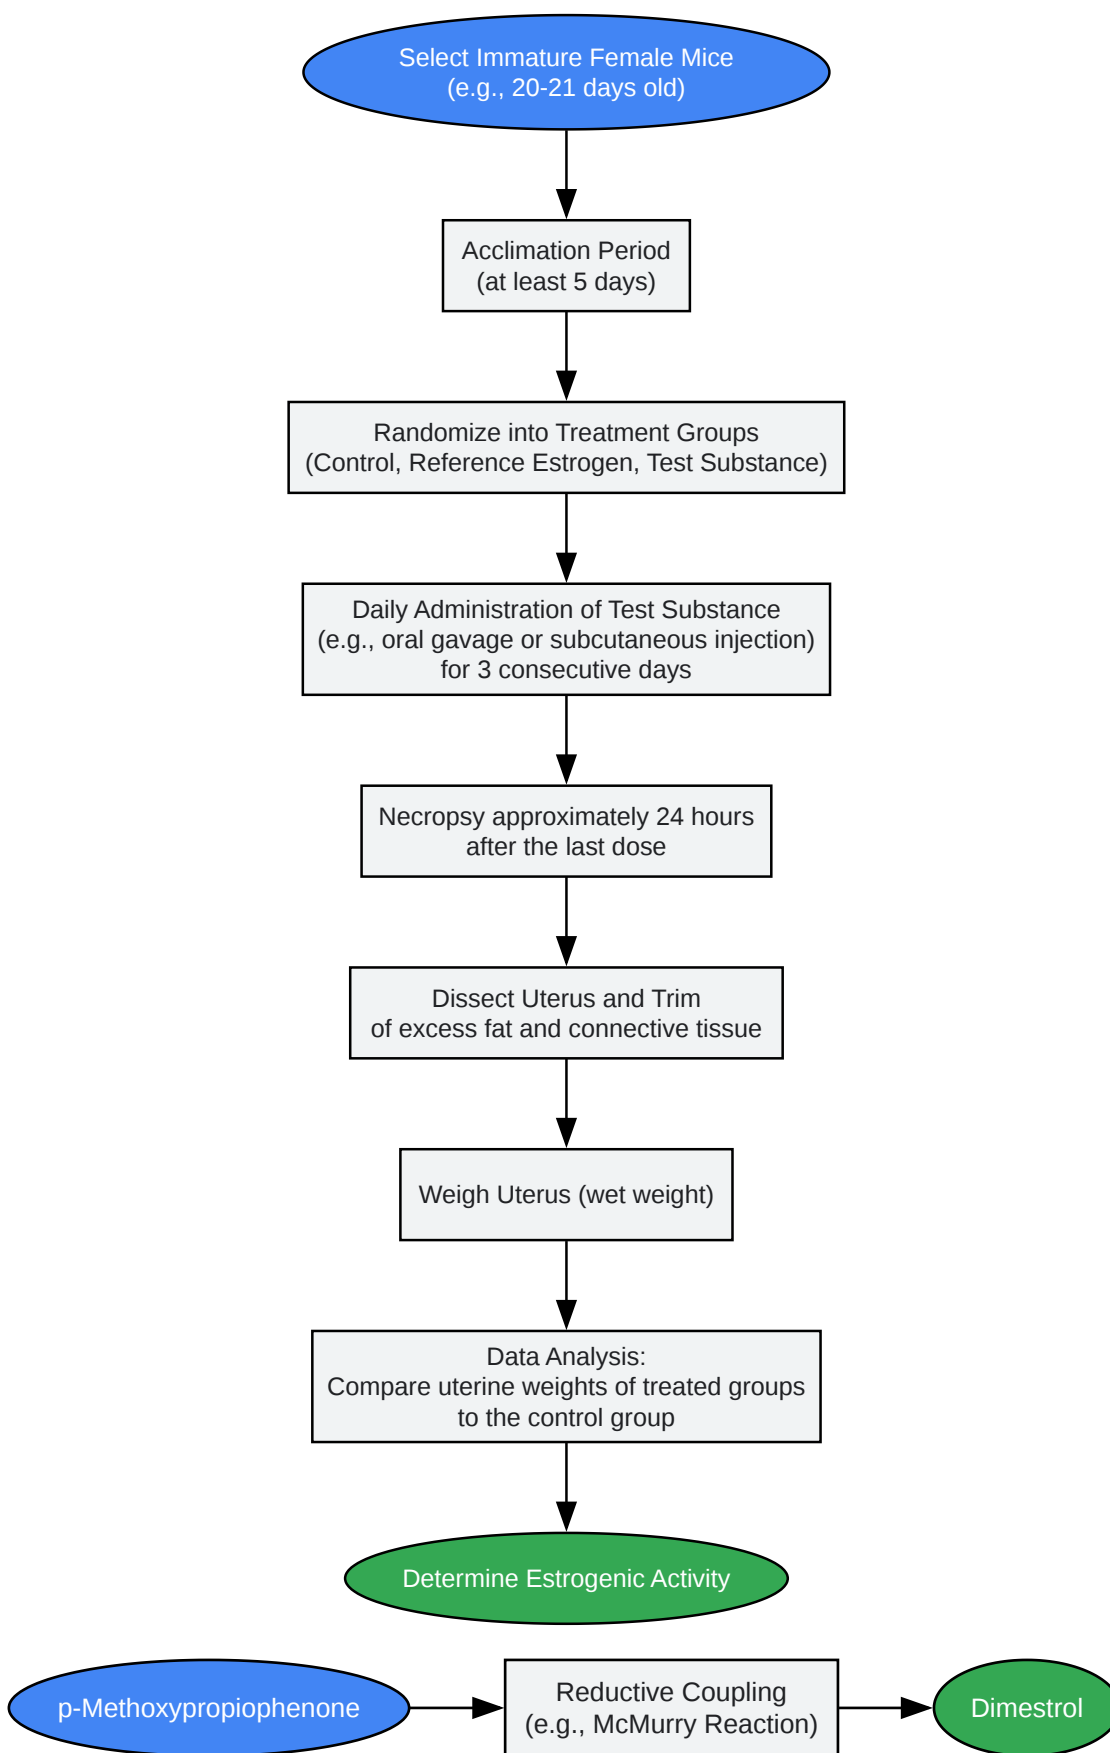 Select Immature Female Mice
(e.g., 20-21 days old)
Acclimation Period
(at least 5 days)
Randomize into Treatment Groups
(Control, Reference Estrogen, Test Substance)
Daily Administration of Test Substance
(e.g., oral gavage or subcutaneous injection)
for 3 consecutive days
Necropsy approximately 24 hours
after the last dose
Dissect Uterus and Trim
of excess fat and connective tissue
Weigh Uterus (wet weight)
Data Analysis:
Compare uterine weights of treated groups
to the control group
Determine Estrogenic Activity
p-Methoxypropiophenone
Reductive Coupling
(e.g., McMurry Reaction)
Dimestrol